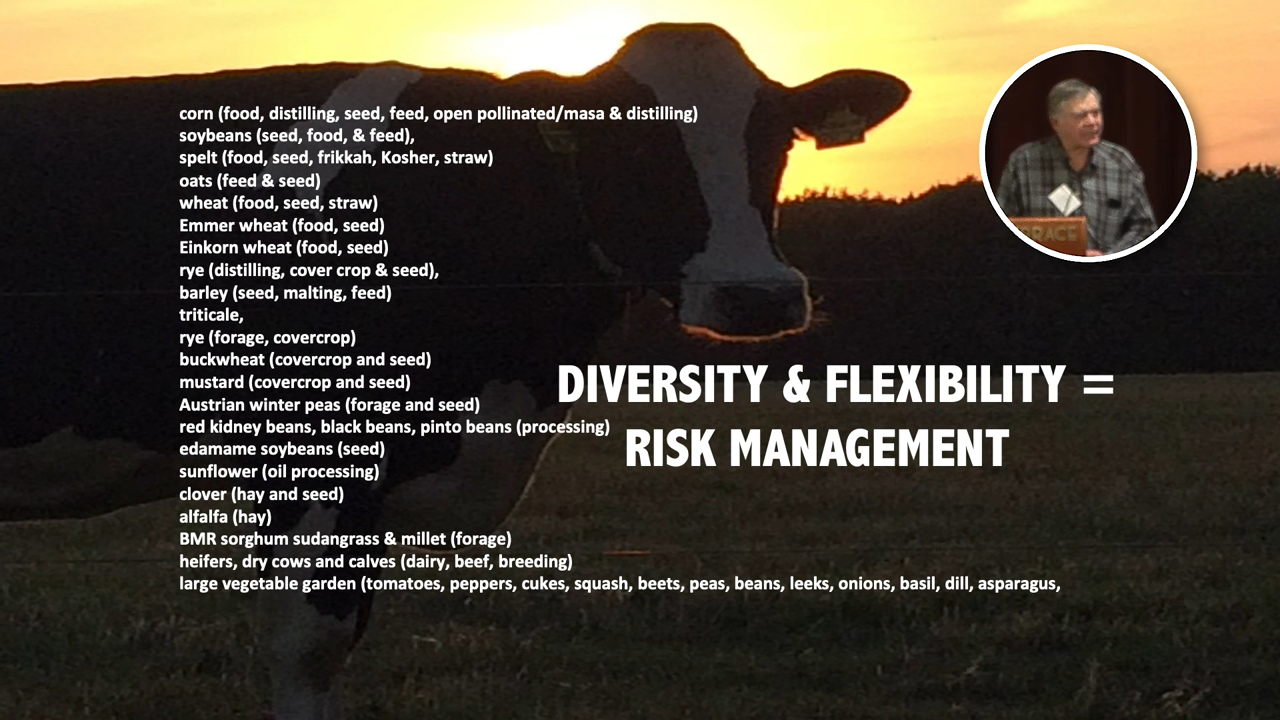 corn (food, distilling, seed, feed, open pollinated/masa & distilling)
soybeans (seed, food, & feed),
spelt (food, seed, frikkah, Kosher, straw)
oats (feed & seed)
wheat (food, seed, straw)
Emmer wheat (food, seed)
Einkorn wheat (food, seed)
rye (distilling, cover crop & seed),
barley (seed, malting, feed)
triticale,
rye (forage, covercrop)
buckwheat (covercrop and seed)
mustard (covercrop and seed)
Austrian winter peas (forage and seed)
red kidney beans, black beans, pinto beans (processing)
edamame soybeans (seed)
sunflower (oil processing)
clover (hay and seed)
alfalfa (hay)
BMR sorghum sudangrass & millet (forage)
heifers, dry cows and calves (dairy, beef, breeding)
large vegetable garden (tomatoes, peppers, cukes, squash, beets, peas, beans, leeks, onions, basil, dill, asparagus,
DIVERSITY & FLEXIBILITY =
RISK MANAGEMENT